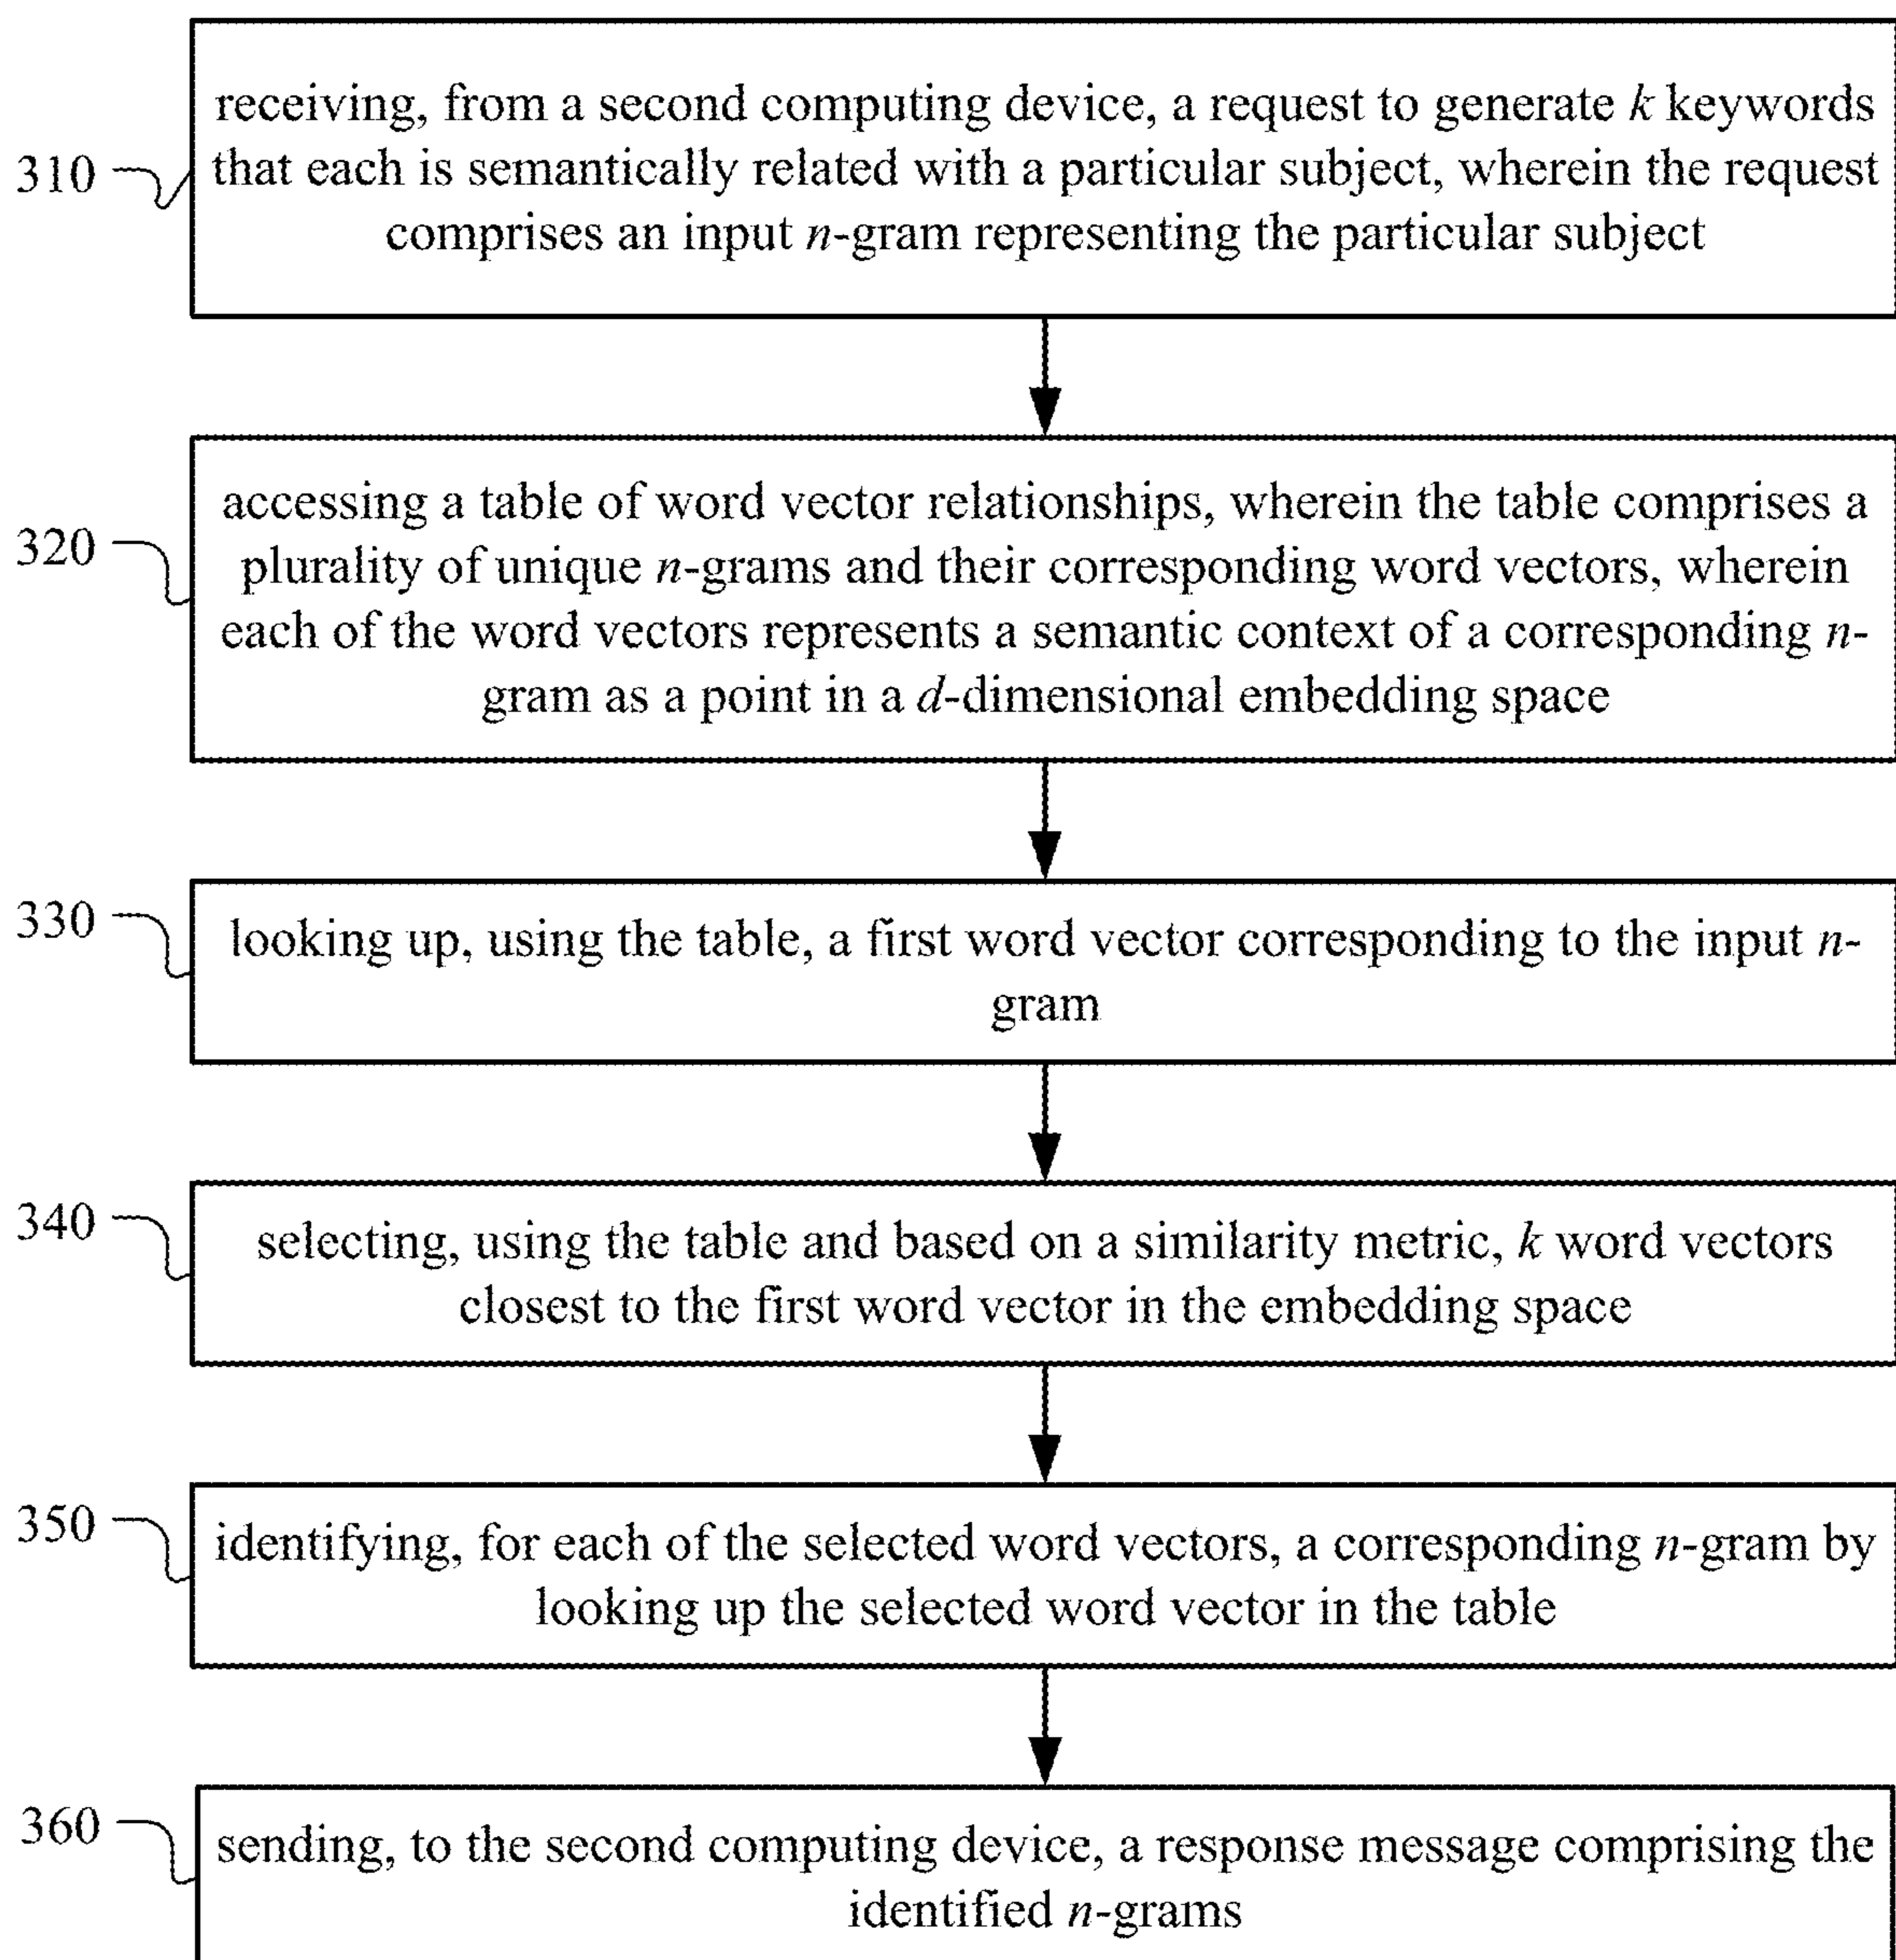 receiving, from a second computing device, a request to generate k keywords
310
that each is semantically related with a particular subject, wherein the request
comprises an input n-gram representing the particular subject
accessing a table of word vector relationships, wherein the table comprises a
320
plurality of unique n-grams and their corresponding word vectors, wherein
each of the word vectors represents a semantic context of a corresponding n-
gram as a point in a d-dimensional embedding space
330
looking up, using the table, a first word vector corresponding to the input n-
gram
340
selecting, using the table and based on a similarity metric, k word vectors
closest to the first word vector in the embedding space
350
identifying, for each of the selected word vectors, a corresponding n-gram by
looking up the selected word vector in the table
360
sending, to the second computing device, a response message comprising the
identified n-grams